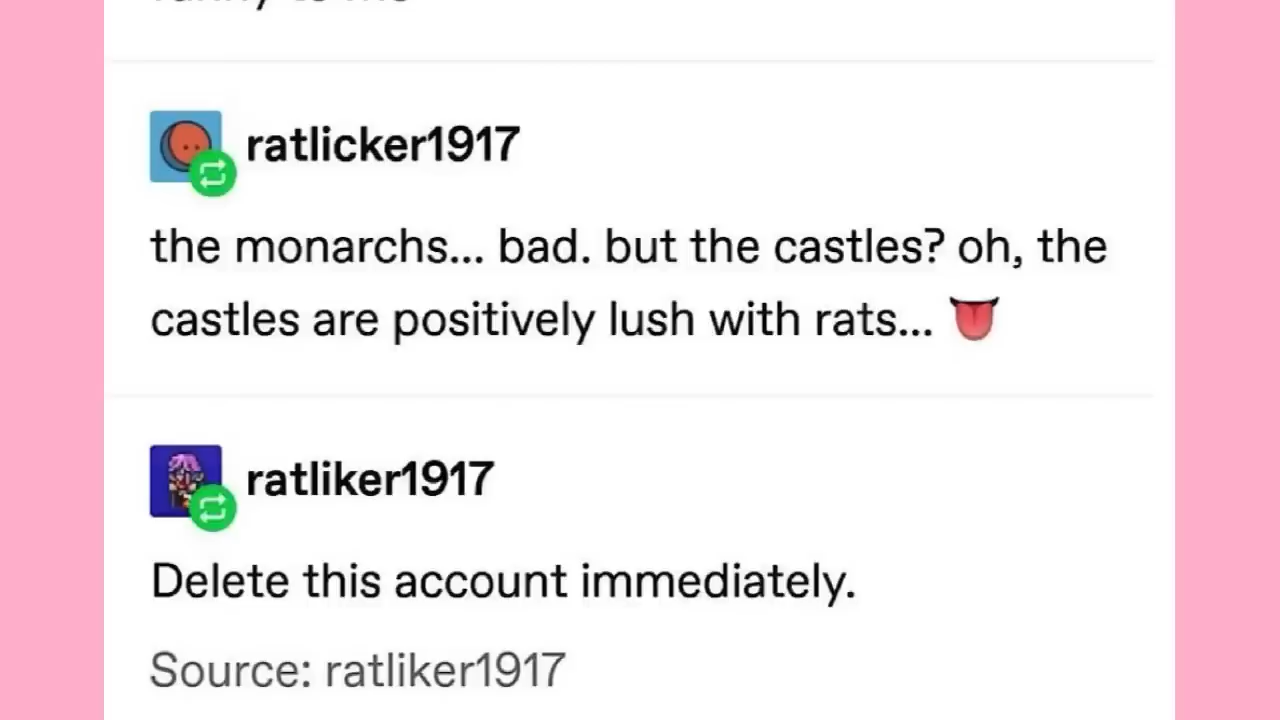 ratlicker1917
the monarchs... bad. but the castles? oh, the
castles are positively lush with rats... 👅
ratliker1917
Delete this account immediately.
Source: ratliker1917